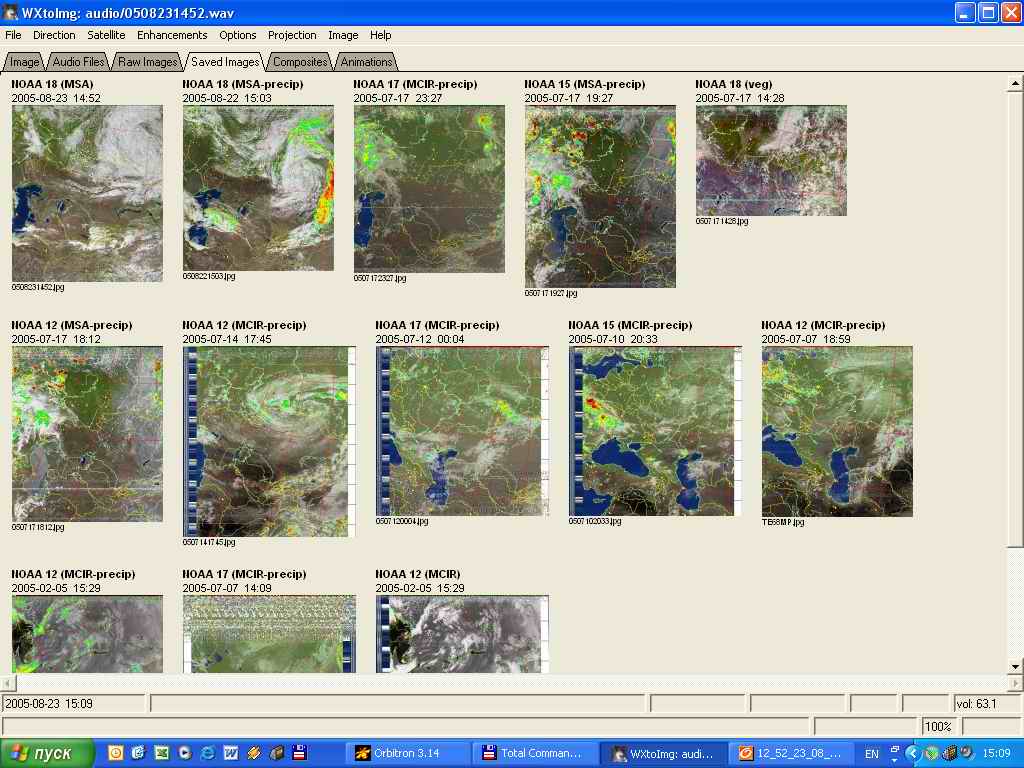 WXtoImg: audio/0508231452.wav
File Direction Satellite Enhancements Options Projection Image Help
Image Audio Files Raw Images Saved Images Composites Animations
NOAA 18 (MSA) NOAA 18 (MSA-precip) NOAA 17 (MCIR-precip) NOAA 15 (MSA-precip) NOAA 18 (veg)
2005-08-23 14:52 2005-08-22 15:03 2005-07-17 23:27 2005-07-17 19:27 2005-07-17 14:28
0507171428.jpg
0508221503.jpg
0507172327.jpg
0508231452.jpg
0507171927.jpg
NOAA 12 (MSA-precip) NOAA 12 (MCIR-precip) NOAA 17 (MCIR-precip) NOAA 15 (MCIR-precip) NOAA 12 (MCIR-precip)
2005-07-17 18:12 2005-07-14 17:45 2005-07-12 00:04 2005-07-10 20:33 2005-07-07 18:59
0507171812.jpg 0507120004.jpg 0507102033.jpg TE68MP.jpg
0507141745.jpg
NOAA 12 (MCIR-precip) NOAA 17 (MCIR-precip) NOAA 12 (MCIR)
2005-02-05 15:29 2005-07-07 14:09 2005-02-05 15:29
2005-08-23 15:09 vol: 63.1
100%
пуск Orbitron 3.14 Total Comman... WXtoImg: audi... 12_52_23_08_... EN 15:09